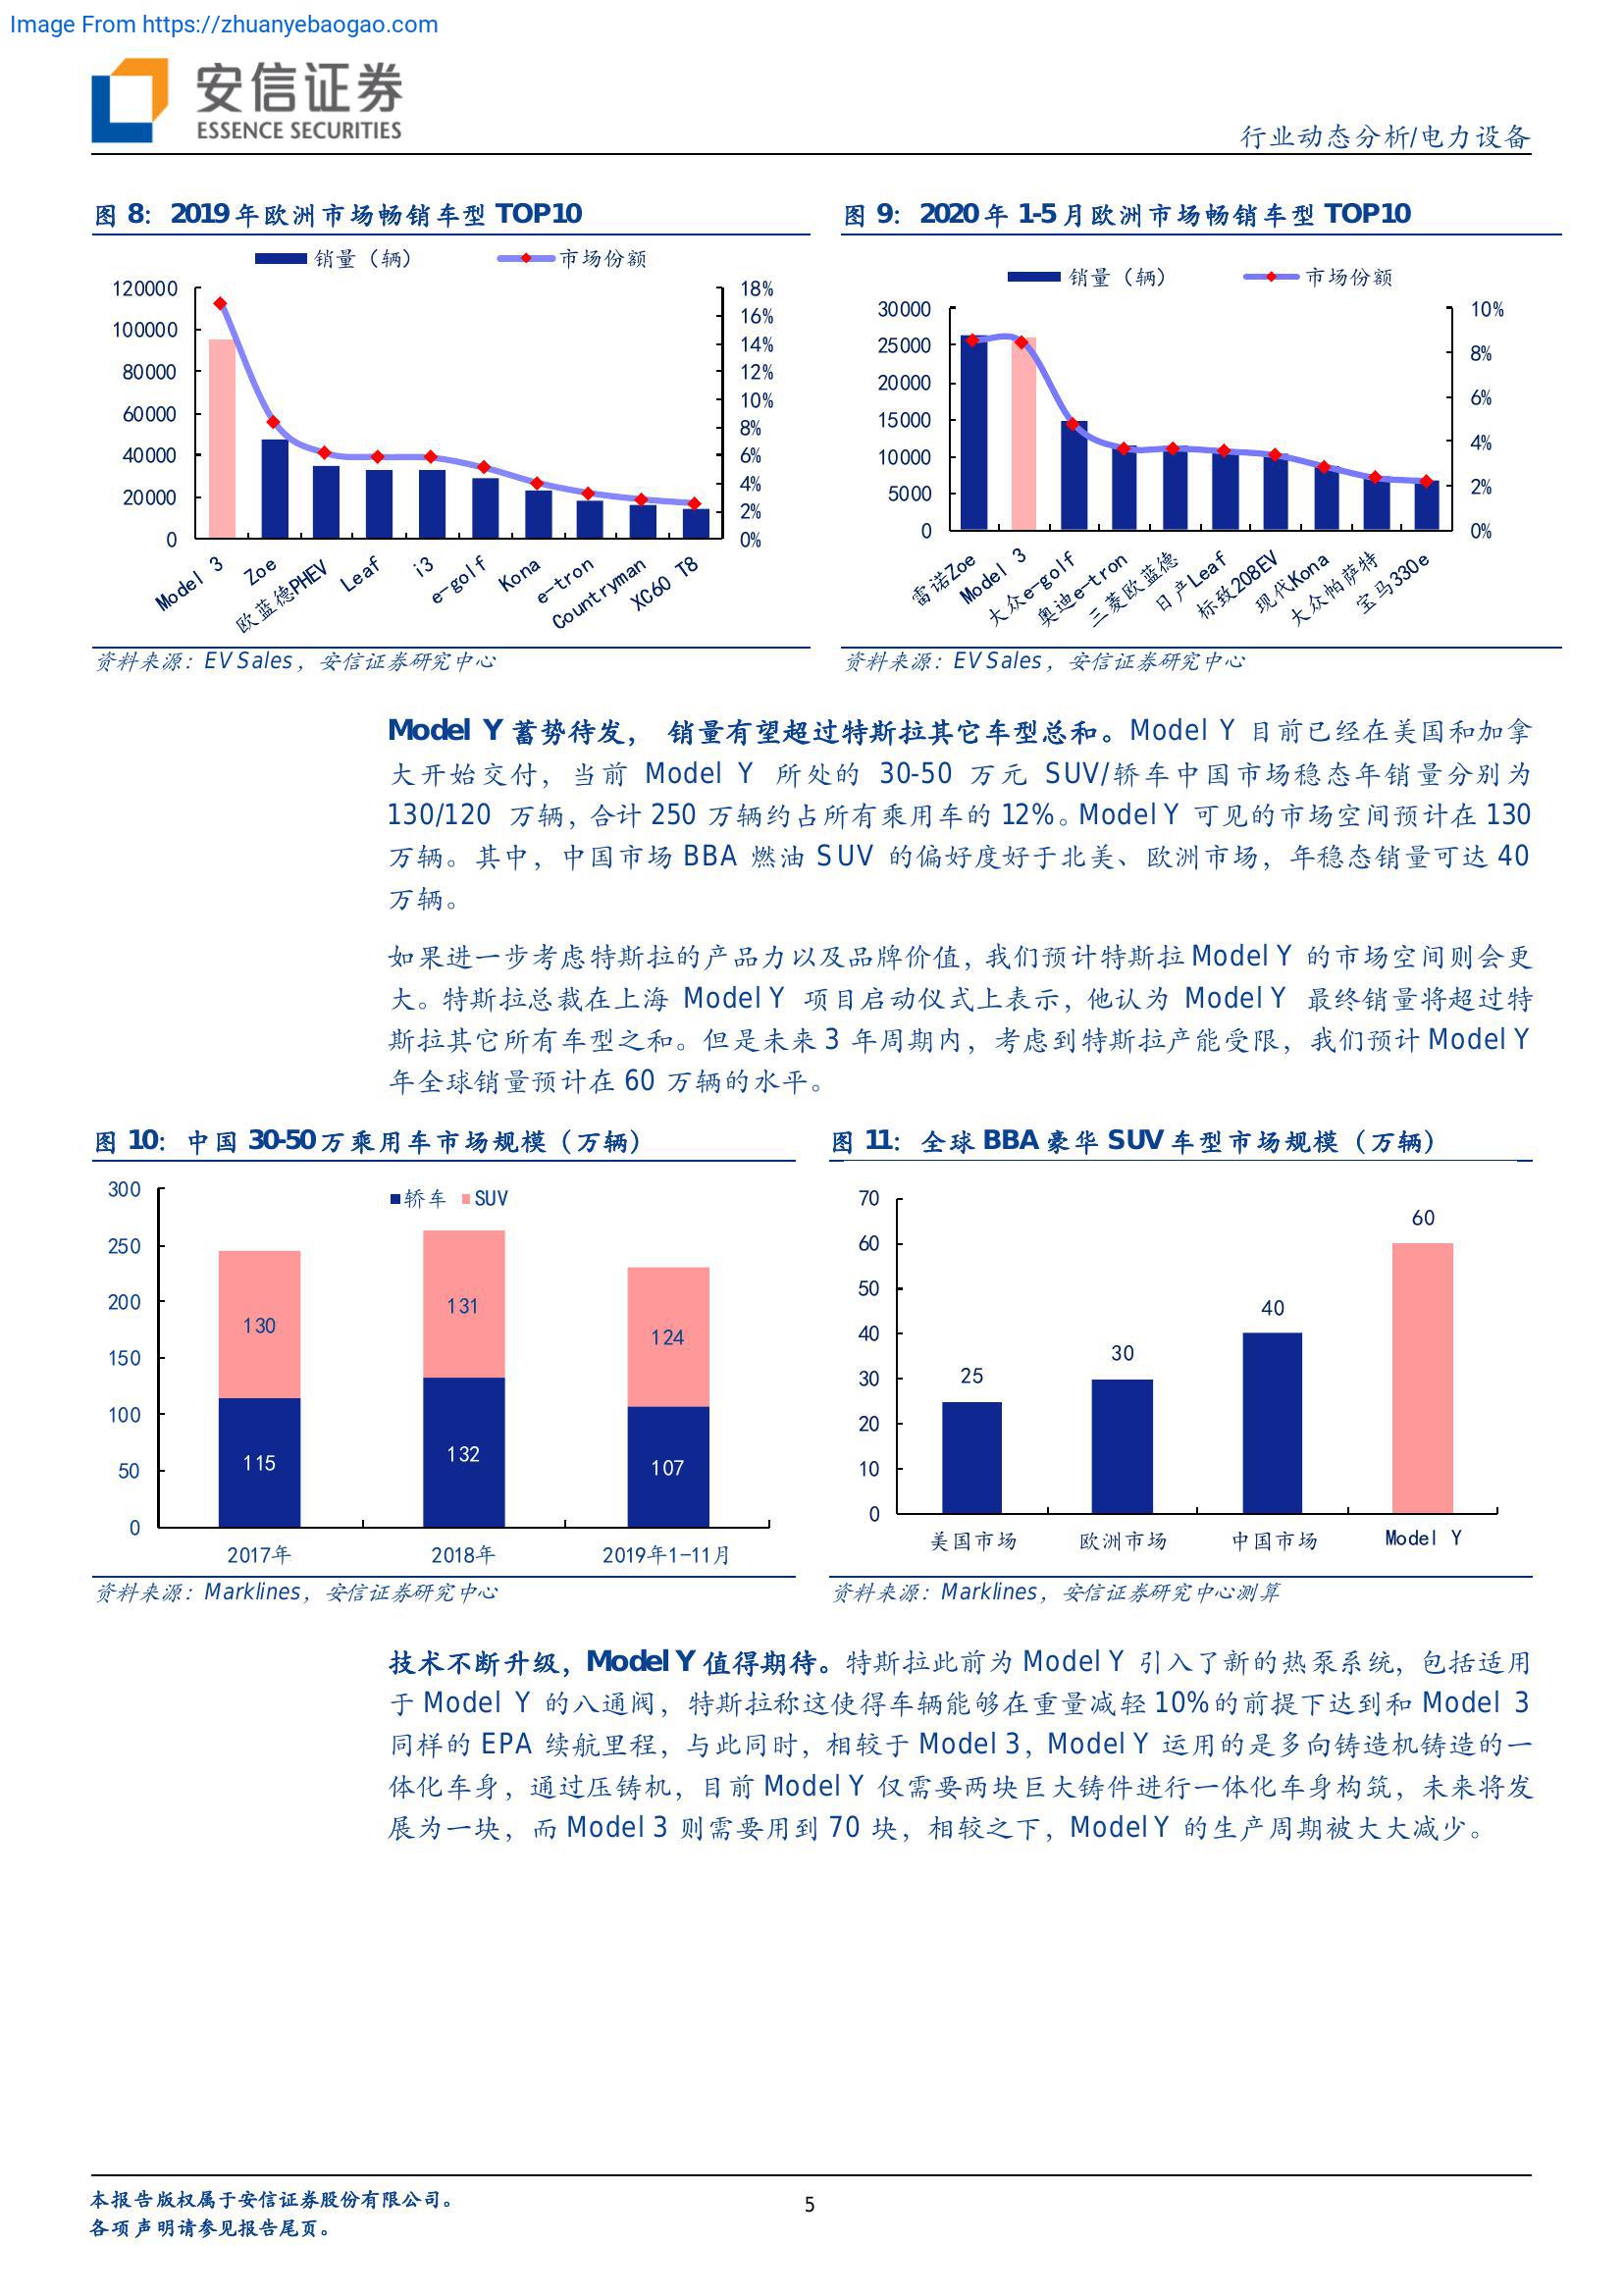 Image From https://zhuanyebaogao.com
安信证券
ESSENCE SECURITIES
行业动态分析/电力设备
图 8: 2019年欧洲市场畅销车型 TOP10
销量（辆） 市场份额
120000
100000
80000
60000
40000
20000
0
18%
16%
14%
12%
10%
8%
6%
4%
2%
0%
Model 3 Zoe 欧蓝德PHEV Leaf i3 e-golf Kona e-tron Countryman XC60 T8
资料来源：EV Sales，安信证券研究中心
图 9: 2020年 1-5月欧洲市场畅销车型 TOP10
销量（辆） 市场份额
30000
25000
20000
15000
10000
5000
0
10%
8%
6%
4%
2%
0%
雷诺Zoe Model 3 大众e-golf 奥迪e-tron 三菱欧蓝德 日产Leaf 标致208EV 现代Kona 大众帕萨特 宝马330e
资料来源：EV Sales，安信证券研究中心
Model Y 蓄势待发， 销量有望超过特斯拉其它车型总和。Model Y 目前已经在美国和加拿
大开始交付，当前 Model Y 所处的 30-50 万元 SUV/轿车中国市场稳态年销量分别为
130/120 万辆，合计 250 万辆约占所有乘用车的 12%。Model Y 可见的市场空间预计在 130
万辆。其中，中国市场 BBA 燃油 SUV 的偏好度好于北美、欧洲市场，年稳态销量可达 40
万辆。
如果进一步考虑特斯拉的产品力以及品牌价值，我们预计特斯拉 Model Y 的市场空间则会更
大。特斯拉总裁在上海 Model Y 项目启动仪式上表示，他认为 Model Y 最终销量将超过特
斯拉其它所有车型之和。但是未来 3 年周期内，考虑到特斯拉产能受限，我们预计 Model Y
年全球销量预计在 60 万辆的水平。
图 10: 中国 30-50万乘用车市场规模（万辆）
轿车 SUV
300
250
200
150
100
50
0
130
131
124
115
132
107
2017年 2018年 2019年1-11月
资料来源：Marklines，安信证券研究中心
图 11: 全球 BBA 豪华 SUV 车型市场规模（万辆）
70
60
50
40
30
20
10
0
25
30
40
60
美国市场 欧洲市场 中国市场 Model Y
资料来源：Marklines，安信证券研究中心测算
技术不断升级，Model Y 值得期待。特斯拉此前为 Model Y 引入了新的热泵系统，包括适用
于 Model Y 的八通阀，特斯拉称这使得车辆能够在重量减轻 10%的前提下达到和 Model 3
同样的 EPA 续航里程，与此同时，相较于 Model 3，Model Y 运用的是多向铸造机铸造的一
体化车身，通过压铸机，目前 Model Y 仅需要两块巨大铸件进行一体化车身构筑，未来将发
展为一块，而 Model 3 则需要用到 70 块，相较之下，Model Y 的生产周期被大大减少。
本报告版权属于安信证券股份有限公司。
各项声明请参见报告尾页。
5